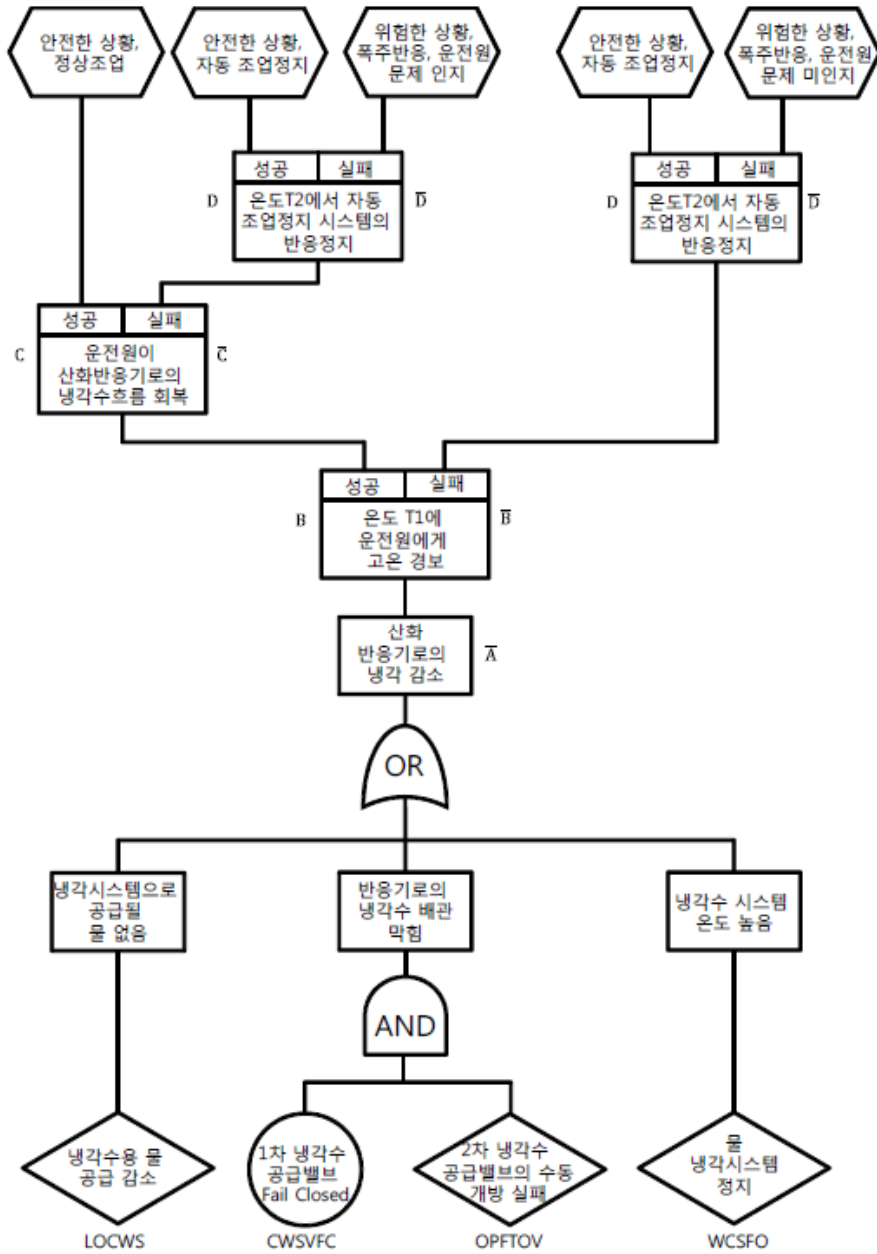 안전한 상황,
정상조업
안전한 상황,
자동 조업정지
위험한 상황,
폭주반응, 운전원
문제 인지
안전한 상황,
자동 조업정지
위험한 상황,
폭주반응, 운전원
문제 미인지
성공
실패
D
온도T2에서 자동
조업정지 시스템의
반응정지
D̅
성공
실패
D
온도T2에서 자동
조업정지 시스템의
반응정지
D̅
성공
실패
C
운전원이
산화반응기로의
냉각수흐름 회복
C̅
성공
실패
B
온도 T1에
운전원에게
고온 경보
B̅
산화
반응기로의
냉각 감소
A̅
OR
냉각시스템으로
공급될
물 없음
반응기로의
냉각수 배관
막힘
냉각수 시스템
온도 높음
AND
냉각수용 물
공급 감소
1차 냉각수
공급밸브
Fail Closed
2차 냉각수
공급밸브의 수동
개방 실패
물
냉각시스템
정지
LOCWS
CWSVFC
OPFTOV
WCSFO